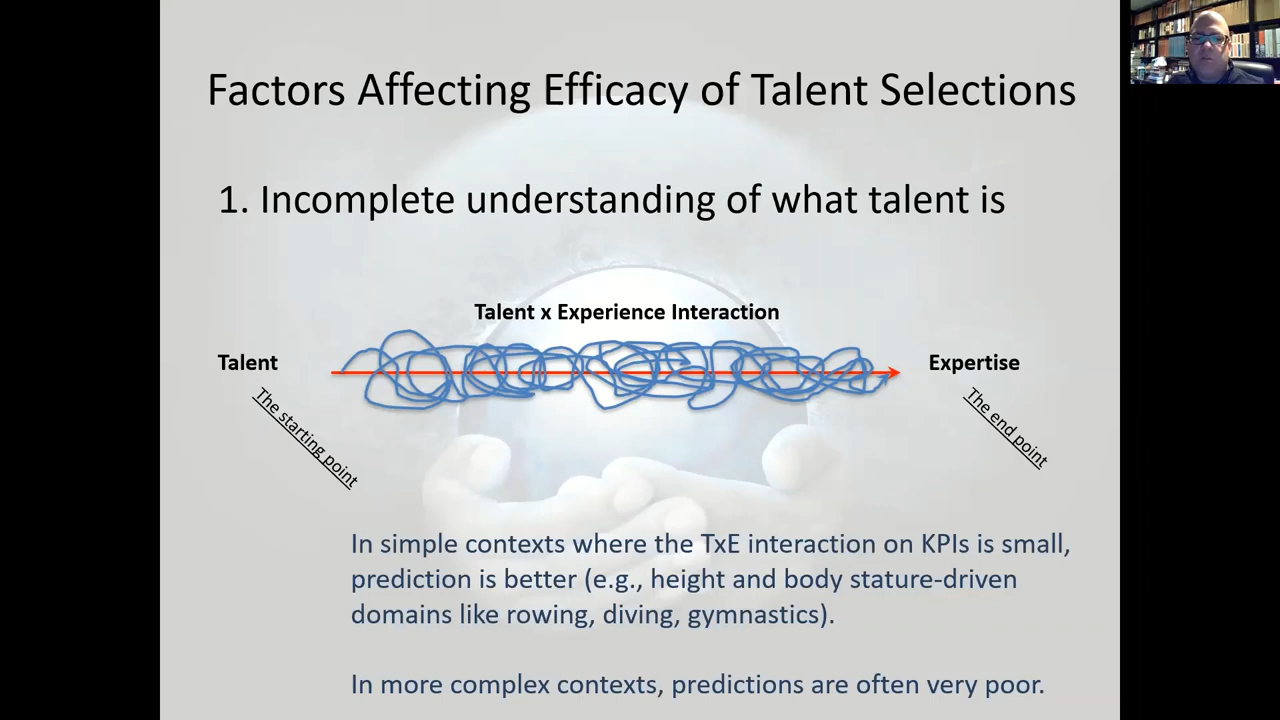 Factors Affecting Efficacy of Talent Selections
1. Incomplete understanding of what talent is
Talent x Experience Interaction
Talent
Expertise
The starting point
The end point
In simple contexts where the TxE interaction on KPIs is small,
prediction is better (e.g., height and body stature-driven
domains like rowing, diving, gymnastics).
In more complex contexts, predictions are often very poor.